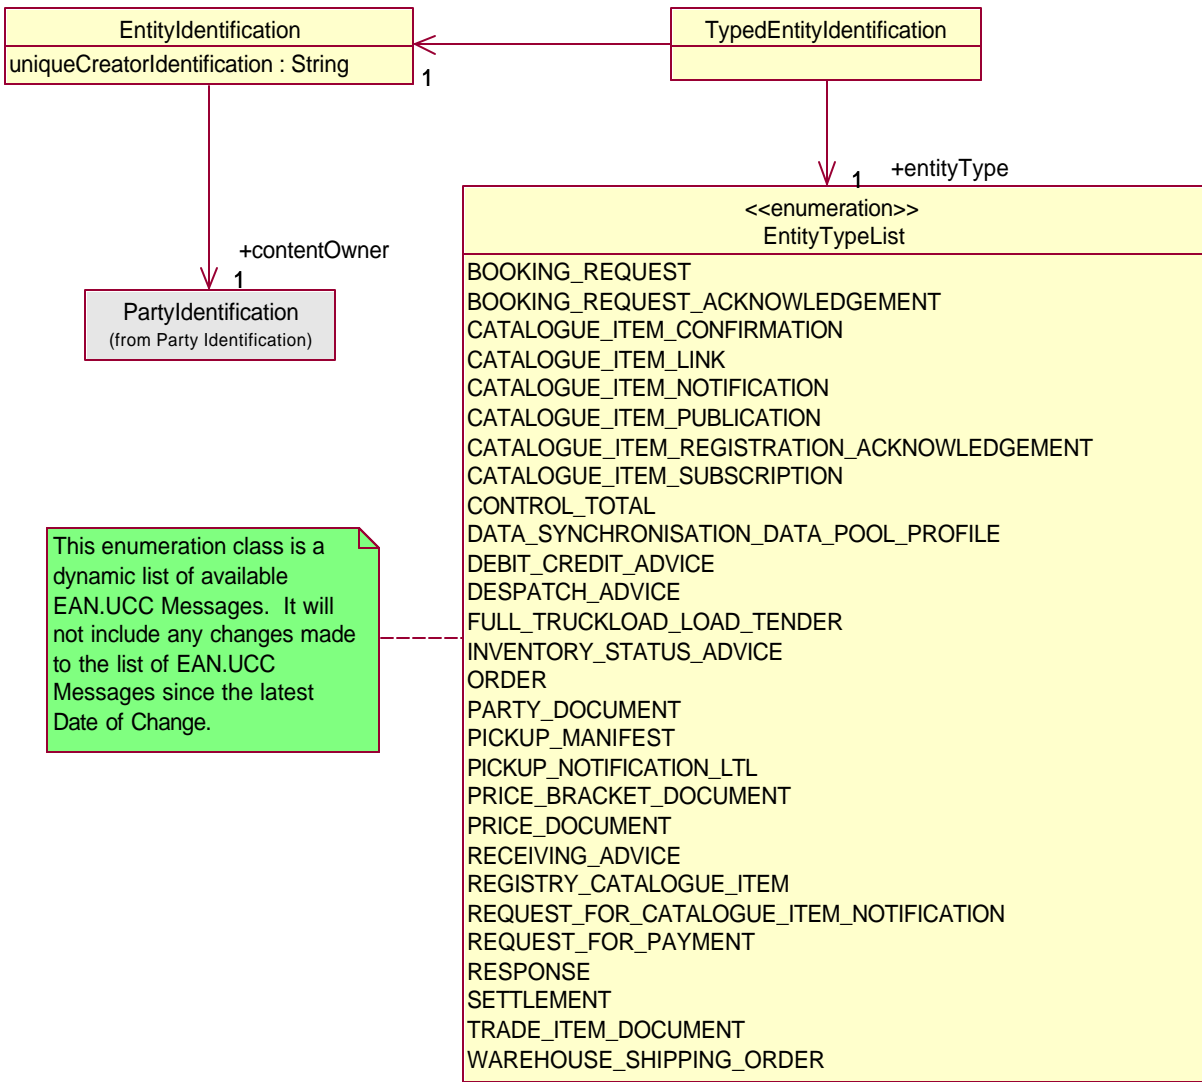 EntityIdentification
uniqueCreatorIdentification : String
TypedEntityIdentification
1
1
+entityType
+contentOwner
1
PartyIdentification
(from Party Identification)
<<enumeration>>
EntityTypeList
BOOKING_REQUEST
BOOKING_REQUEST_ACKNOWLEDGEMENT
CATALOGUE_ITEM_CONFIRMATION
CATALOGUE_ITEM_LINK
CATALOGUE_ITEM_NOTIFICATION
CATALOGUE_ITEM_PUBLICATION
CATALOGUE_ITEM_REGISTRATION_ACKNOWLEDGEMENT
CATALOGUE_ITEM_SUBSCRIPTION
CONTROL_TOTAL
DATA_SYNCHRONISATION_DATA_POOL_PROFILE
DEBIT_CREDIT_ADVICE
DESPATCH_ADVICE
FULL_TRUCKLOAD_LOAD_TENDER
INVENTORY_STATUS_ADVICE
ORDER
PARTY_DOCUMENT
PICKUP_MANIFEST
PICKUP_NOTIFICATION_LTL
PRICE_BRACKET_DOCUMENT
PRICE_DOCUMENT
RECEIVING_ADVICE
REGISTRY_CATALOGUE_ITEM
REQUEST_FOR_CATALOGUE_ITEM_NOTIFICATION
REQUEST_FOR_PAYMENT
RESPONSE
SETTLEMENT
TRADE_ITEM_DOCUMENT
WAREHOUSE_SHIPPING_ORDER
This enumeration class is a
dynamic list of available
EAN.UCC Messages.  It will
not include any changes made
to the list of EAN.UCC
Messages since the latest
Date of Change.